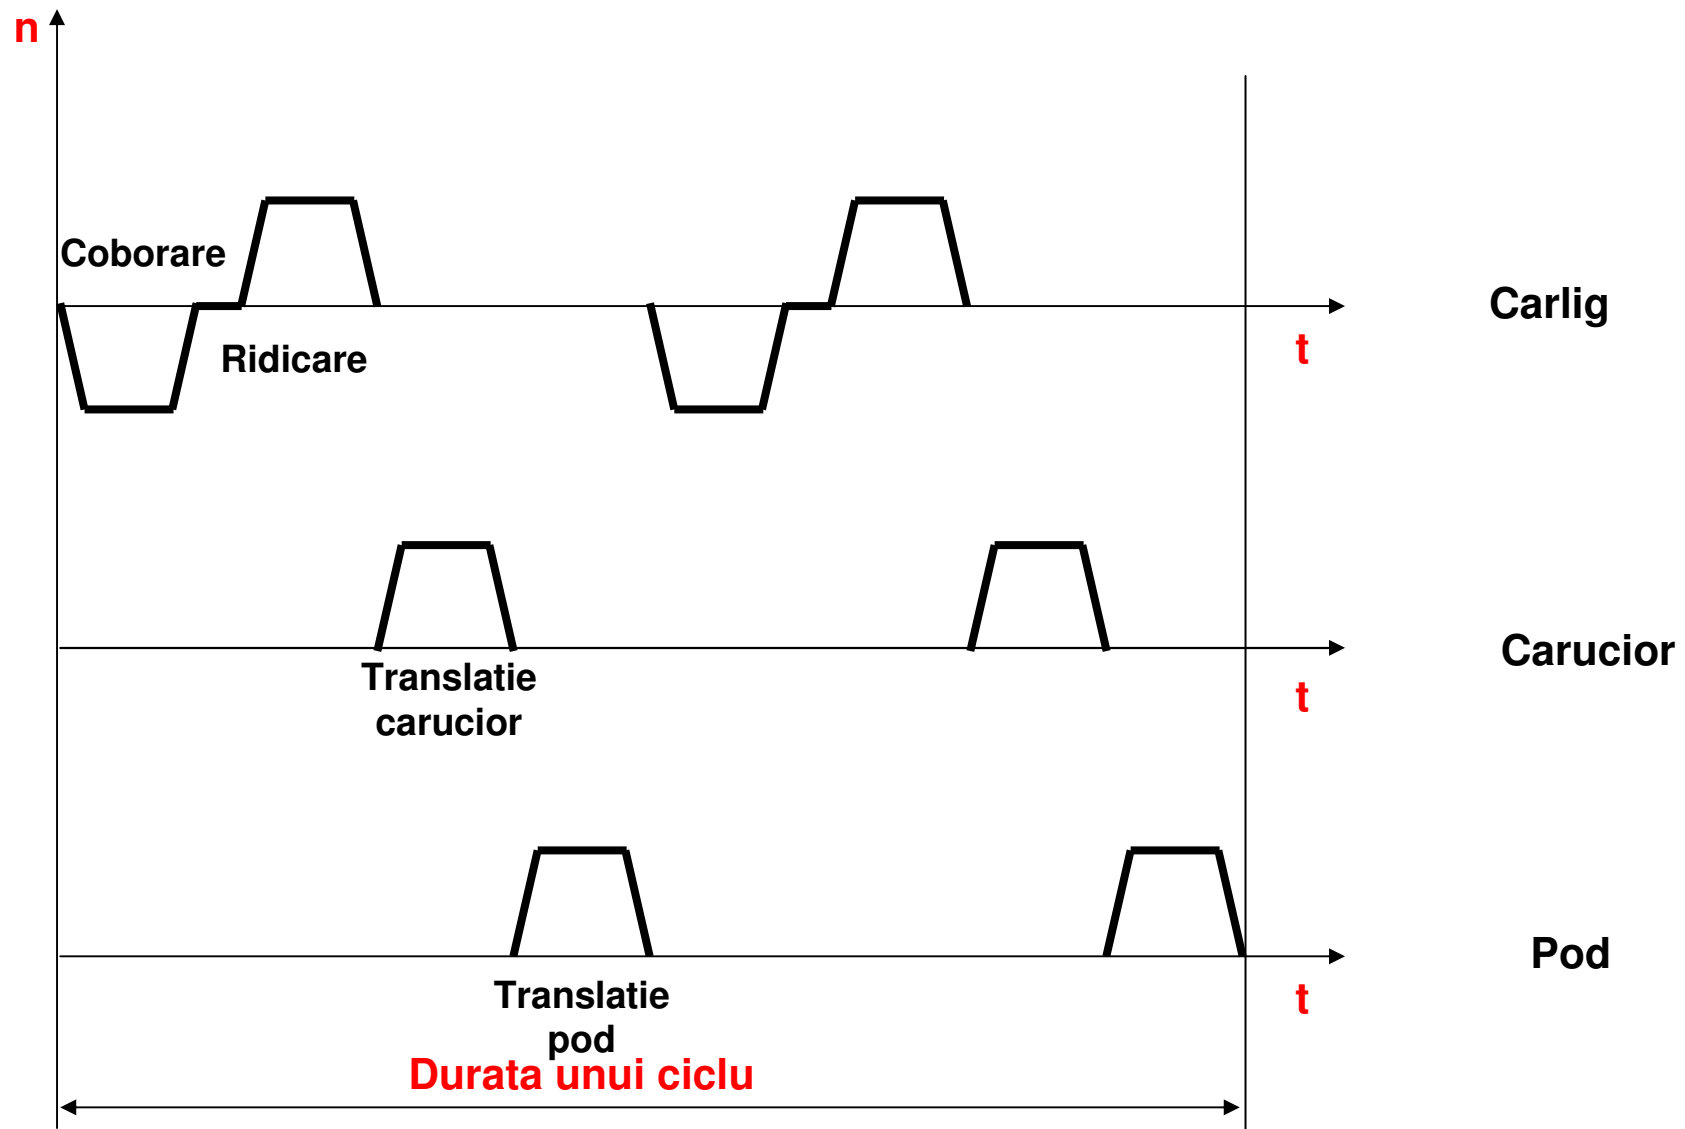 n
Coborare
Carlig
t
Ridicare
Carucior
t
Translatie
carucior
Pod
t
Translatie
pod
Durata unui ciclu